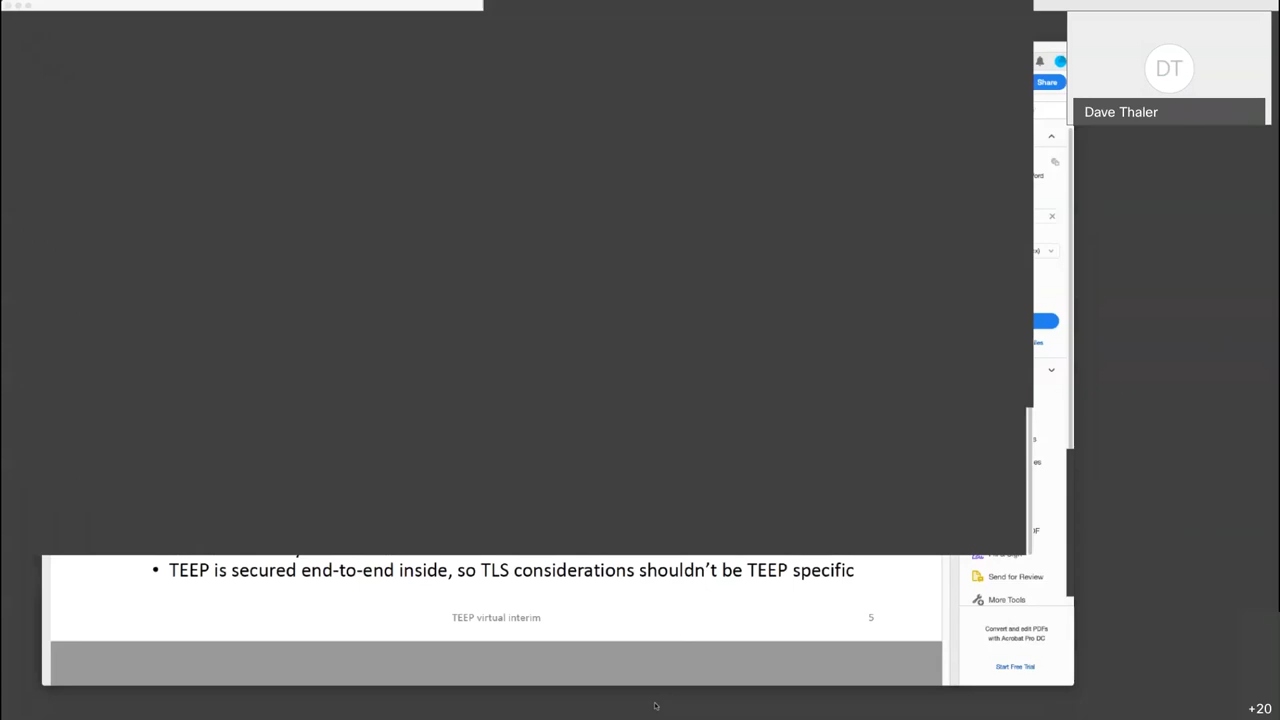 DT
Dave Thaler
Share
• TEEP is secured end-to-end inside, so TLS considerations shouldn't be TEEP specific
TEEP virtual interim
5
Send for Review
More Tools
Convert and edit PDFs
with Acrobat Pro DC
Start Free Trial
+20